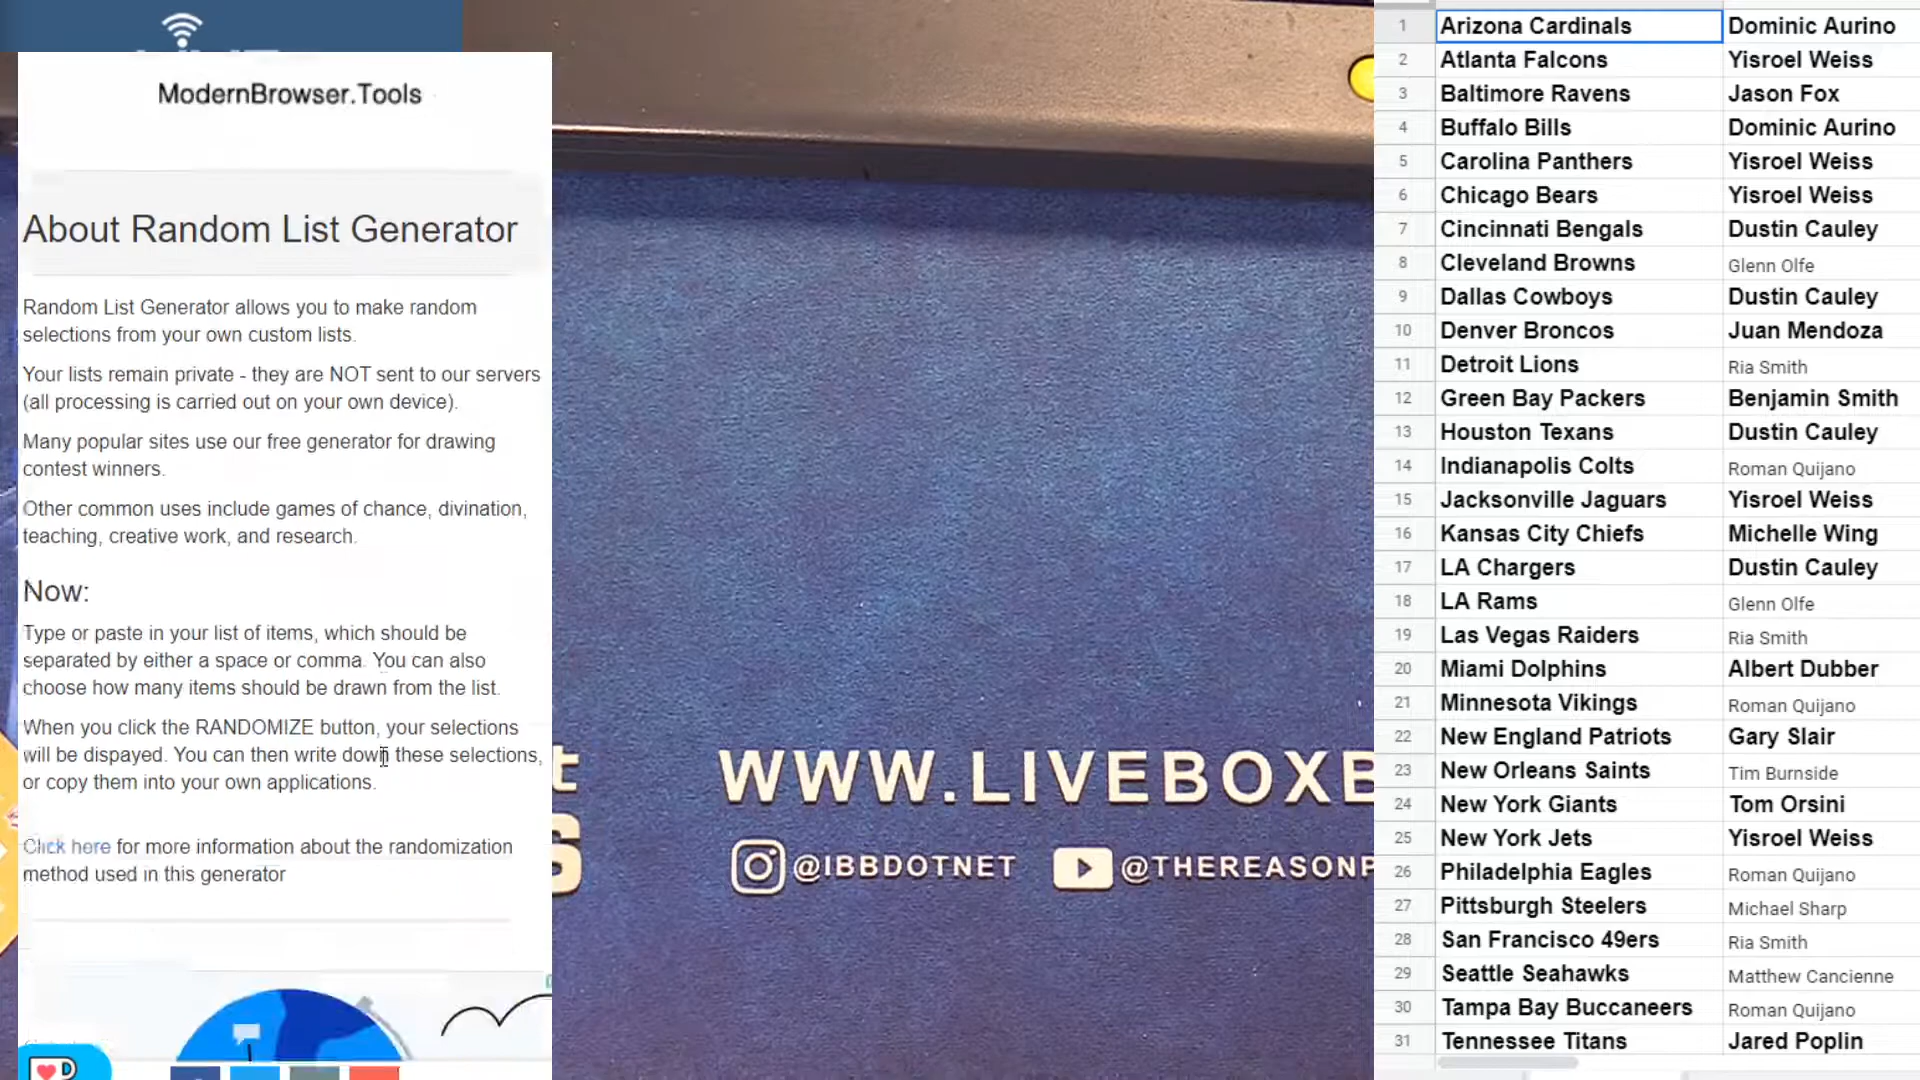 ModernBrowser.Tools
About Random List Generator
Random List Generator allows you to make random
selections from your own custom lists.
Your lists remain private - they are NOT sent to our servers
(all processing is carried out on your own device).
Many popular sites use our free generator for drawing
contest winners.
Other common uses include games of chance, divination,
teaching, creative work, and research.
Now:
Type or paste in your list of items, which should be
separated by either a space or comma. You can also
choose how many items should be drawn from the list.
When you click the RANDOMIZE button, your selections
will be dispayed. You can then write down these selections,
or copy them into your own applications.
Click here for more information about the randomization
method used in this generator
WWW.LIVEBOXB
@IBBDOTNET @THEREASONP
1 Arizona Cardinals Dominic Aurino
2 Atlanta Falcons Yisroel Weiss
3 Baltimore Ravens Jason Fox
4 Buffalo Bills Dominic Aurino
5 Carolina Panthers Yisroel Weiss
6 Chicago Bears Yisroel Weiss
7 Cincinnati Bengals Dustin Cauley
8 Cleveland Browns Glenn Olfe
9 Dallas Cowboys Dustin Cauley
10 Denver Broncos Juan Mendoza
11 Detroit Lions Ria Smith
12 Green Bay Packers Benjamin Smith
13 Houston Texans Dustin Cauley
14 Indianapolis Colts Roman Quijano
15 Jacksonville Jaguars Yisroel Weiss
16 Kansas City Chiefs Michelle Wing
17 LA Chargers Dustin Cauley
18 LA Rams Glenn Olfe
19 Las Vegas Raiders Ria Smith
20 Miami Dolphins Albert Dubber
21 Minnesota Vikings Roman Quijano
22 New England Patriots Gary Slair
23 New Orleans Saints Tim Burnside
24 New York Giants Tom Orsini
25 New York Jets Yisroel Weiss
26 Philadelphia Eagles Roman Quijano
27 Pittsburgh Steelers Michael Sharp
28 San Francisco 49ers Ria Smith
29 Seattle Seahawks Matthew Cancienne
30 Tampa Bay Buccaneers Roman Quijano
31 Tennessee Titans Jared Poplin